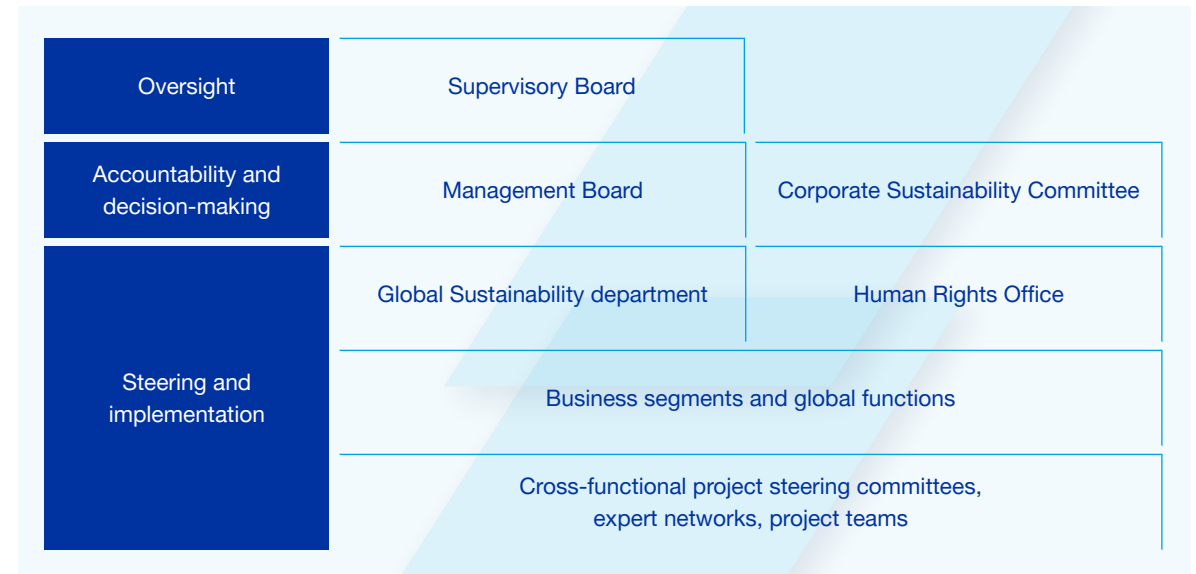 Oversight
Supervisory Board
Accountability and
decision-making
Management Board
Corporate Sustainability Committee
Steering and
implementation
Global Sustainability department
Human Rights Office
Business segments and global functions
Cross-functional project steering committees,
expert networks, project teams